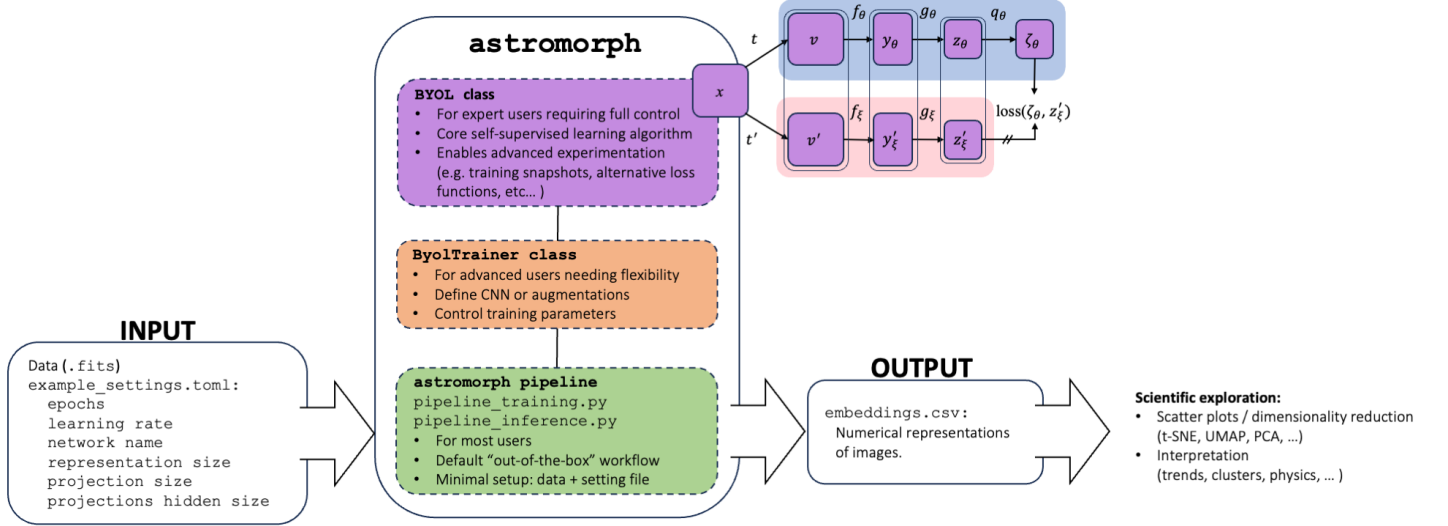 astromorph
BYOL class
• For expert users requiring full control
• Core self-supervised learning algorithm
• Enables advanced experimentation
(e.g. training snapshots, alternative loss
functions, etc… )
x
t
t′
v
fθ
yθ
gθ
zθ
qθ
ζθ
loss(ζθ, z′ξ)
v′
fξ
y′ξ
gξ
z′ξ
//
ByolTrainer class
• For advanced users needing flexibility
• Define CNN or augmentations
• Control training parameters
INPUT
Data (.fits)
example_settings.toml:
epochs
learning rate
network name
representation size
projection size
projections hidden size
astromorph pipeline
pipeline_training.py
pipeline_inference.py
• For most users
• Default “out-of-the-box” workflow
• Minimal setup: data + setting file
OUTPUT
embeddings.csv:
Numerical representations
of images.
Scientific exploration:
• Scatter plots / dimensionality reduction
(t-SNE, UMAP, PCA, …)
• Interpretation
(trends, clusters, physics, … )